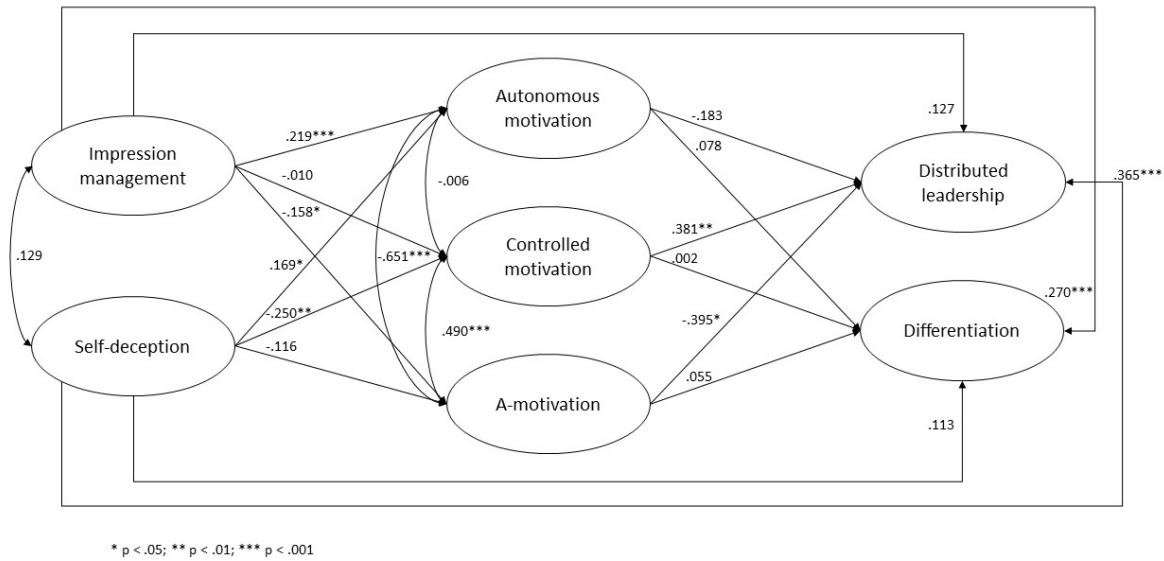 Autonomous
motivation
-.183
.127
.078
.219***
Impression
management
-.010
-.006
Distributed
leadership
.365***
-.158*
.381**
Controlled
motivation
.129
.169*
-.651***
.002
.270***
-.250**
-.395*
Self-deception
-.116
.490***
Differentiation
.055
A-motivation
.113
* p < .05; ** p < .01; *** p < .001